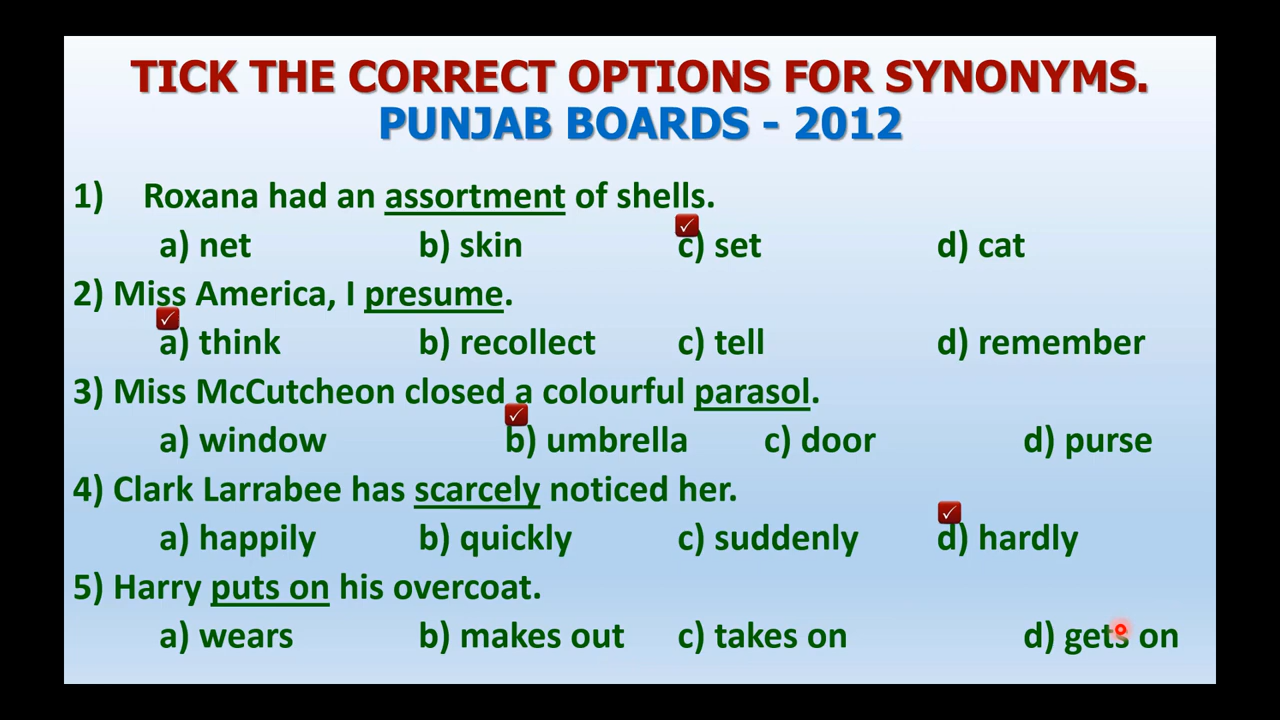 TICK THE CORRECT OPTIONS FOR SYNONYMS.
PUNJAB BOARDS - 2012
1) Roxana had an assortment of shells.
a) net b) skin c) set d) cat
2) Miss America, I presume.
a) think b) recollect c) tell d) remember
3) Miss McCutcheon closed a colourful parasol.
a) window b) umbrella c) door d) purse
4) Clark Larrabee has scarcely noticed her.
a) happily b) quickly c) suddenly d) hardly
5) Harry puts on his overcoat.
a) wears b) makes out c) takes on d) gets on